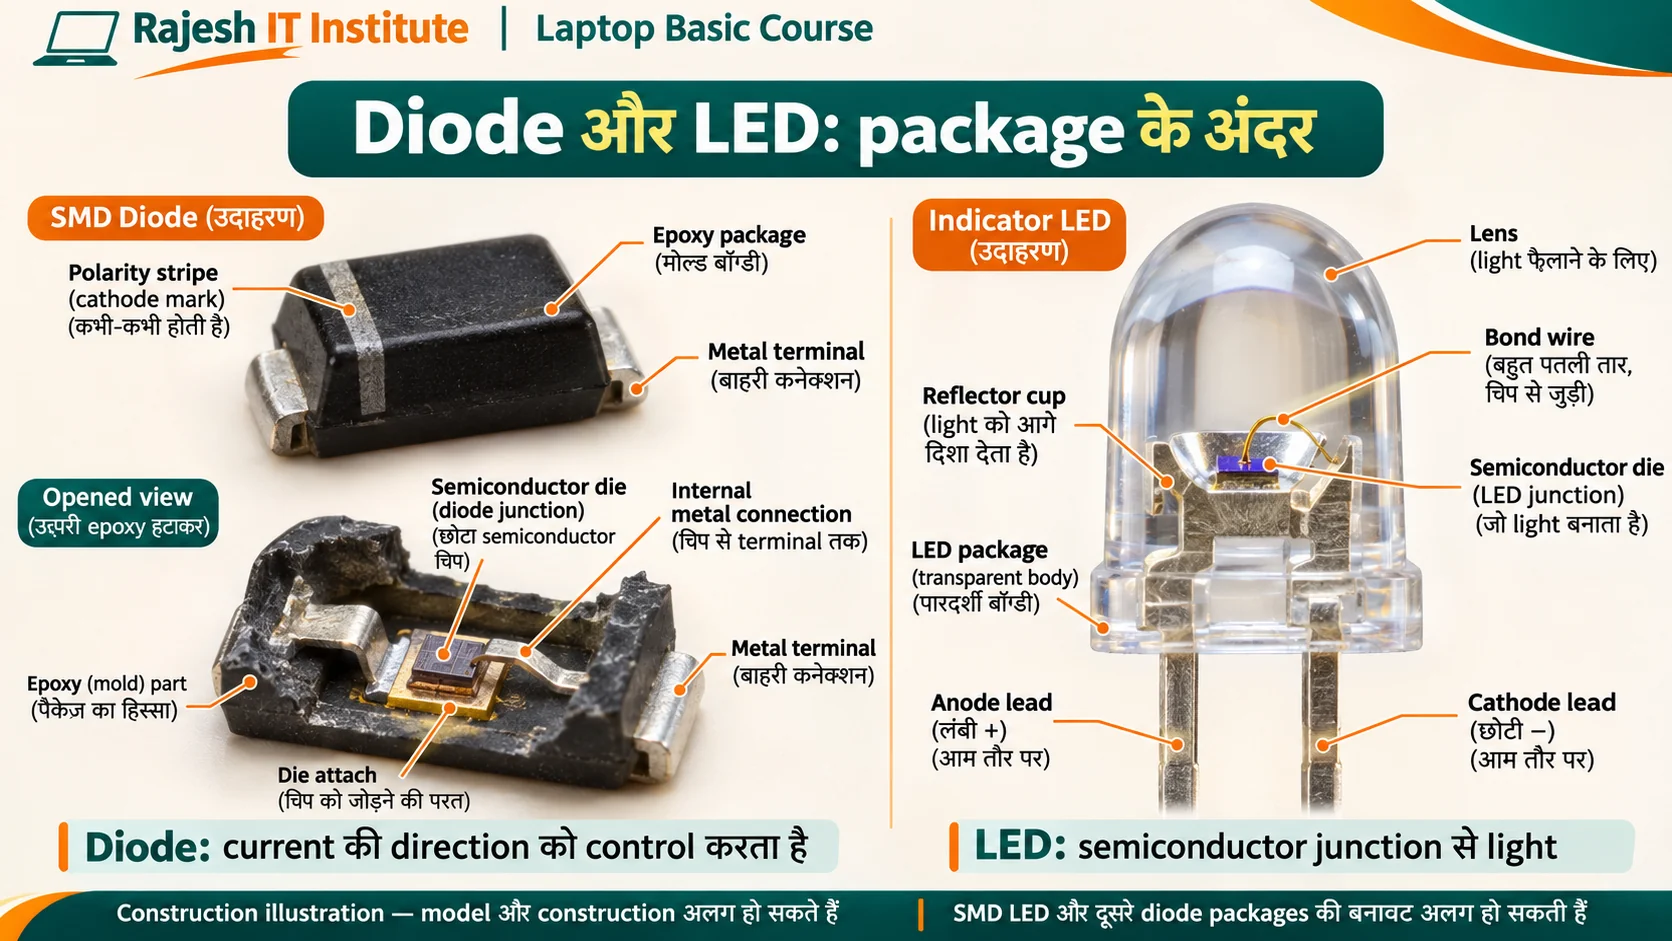 Rajesh IT Institute | Laptop Basic Course
Diode और LED: package के अंदर
SMD Diode (उदाहरण)
Polarity stripe
(cathode mark)
(कभी-कभी होती है)
Epoxy package
(मोल्ड बॉडी)
Metal terminal
(बाहरी कनेक्शन)
Opened view
(उत्परी epoxy हटाकर)
Semiconductor die
(diode junction)
(छोटा semiconductor
चिप)
Internal
metal connection
(चिप से terminal तक)
Metal terminal
(बाहरी कनेक्शन)
Epoxy (mold) part
(पैकेज का हिस्सा)
Die attach
(चिप को जोड़ने की परत)
Diode: current की direction को control करता है
Indicator LED
(उदाहरण)
Lens
(light फैलाने के लिए)
Bond wire
(बहुत पतली तार,
चिप से जुड़ी)
Reflector cup
(light को आगे
दिशा देता है)
Semiconductor die
(LED junction)
(जो light बनाता है)
LED package
(transparent body)
(पारदर्शी बॉडी)
Anode lead
(लंबी +)
(आम तौर पर)
Cathode lead
(छोटी −)
(आम तौर पर)
LED: semiconductor junction से light
Construction illustration — model और construction अलग हो सकते हैं
SMD LED और दूसरे diode packages की बनावट अलग हो सकती हैं